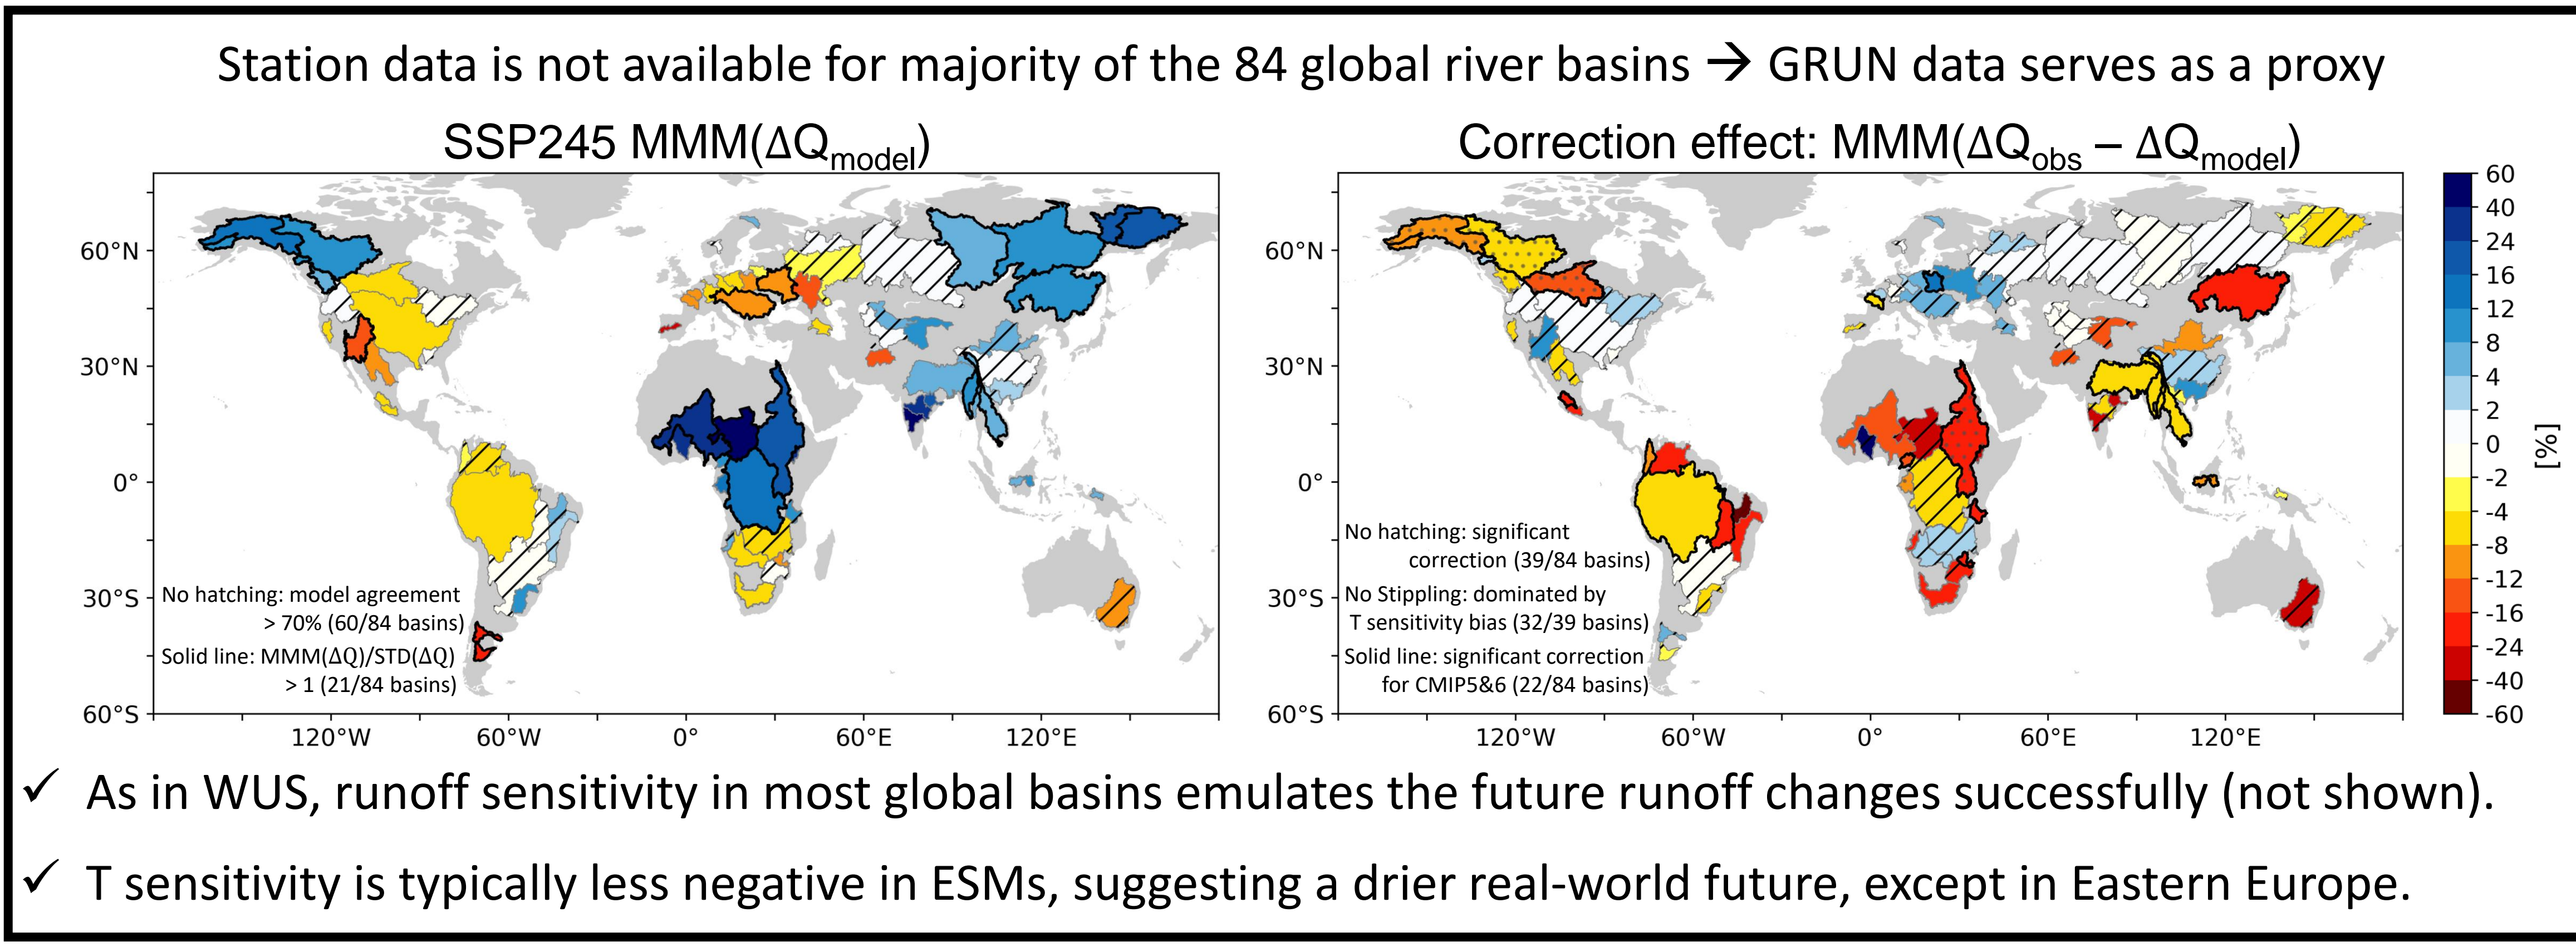 Station data is not available for majority of the 84 global river basins → GRUN data serves as a proxy
SSP245 MMM(ΔQmodel)
Correction effect: MMM(ΔQobs – ΔQmodel)
60°N
30°N
0°
30°S
60°S
120°W
60°W
0°
60°E
120°E
No hatching: model agreement
> 70% (60/84 basins)
Solid line: MMM(ΔQ)/STD(ΔQ)
> 1 (21/84 basins)
60°N
30°N
0°
30°S
60°S
120°W
60°W
0°
60°E
120°E
No hatching: significant
correction (39/84 basins)
No Stippling: dominated by
T sensitivity bias (32/39 basins)
Solid line: significant correction
for CMIP5&6 (22/84 basins)
60
40
24
16
12
8
4
2
0
-2
-4
-8
-12
-16
-24
-40
-60
[%]
✓ As in WUS, runoff sensitivity in most global basins emulates the future runoff changes successfully (not shown).
✓ T sensitivity is typically less negative in ESMs, suggesting a drier real-world future, except in Eastern Europe.